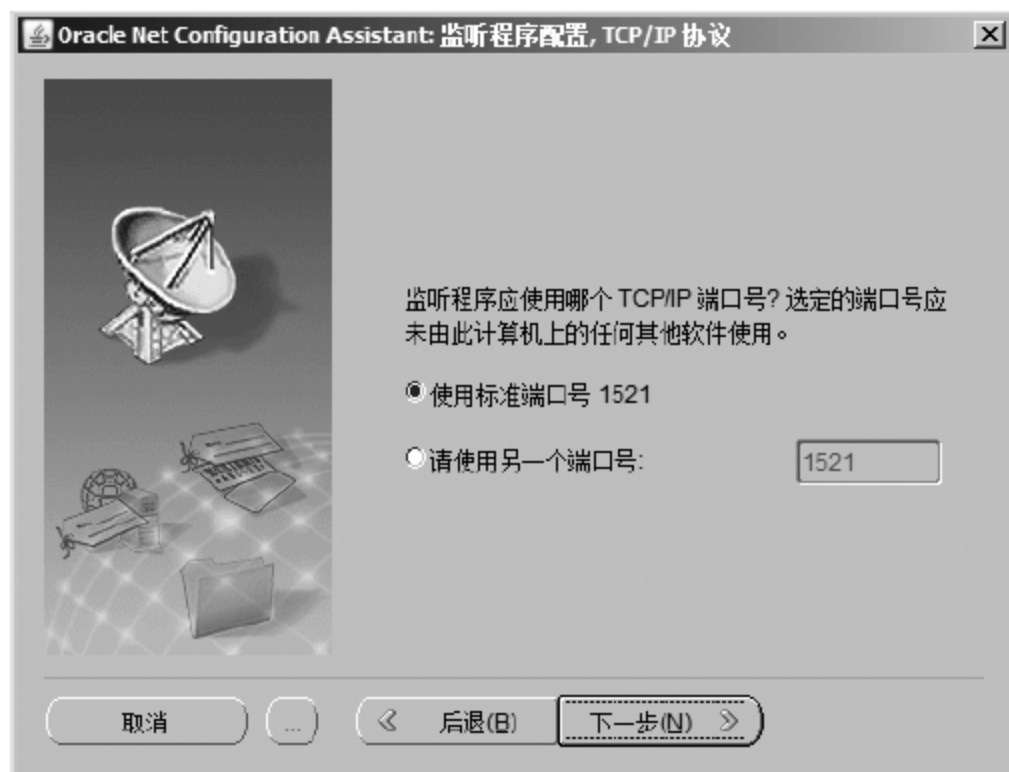 Oracle Net Configuration Assistant: 监听程序配置, TCP/IP 协议
监听程序应使用哪个 TCP/IP 端口号? 选定的端口号应
未由此计算机上的任何其他软件使用。
使用标准端口号 1521
请使用另一个端口号:
1521
取消
...
后退(B)
下一步(N)